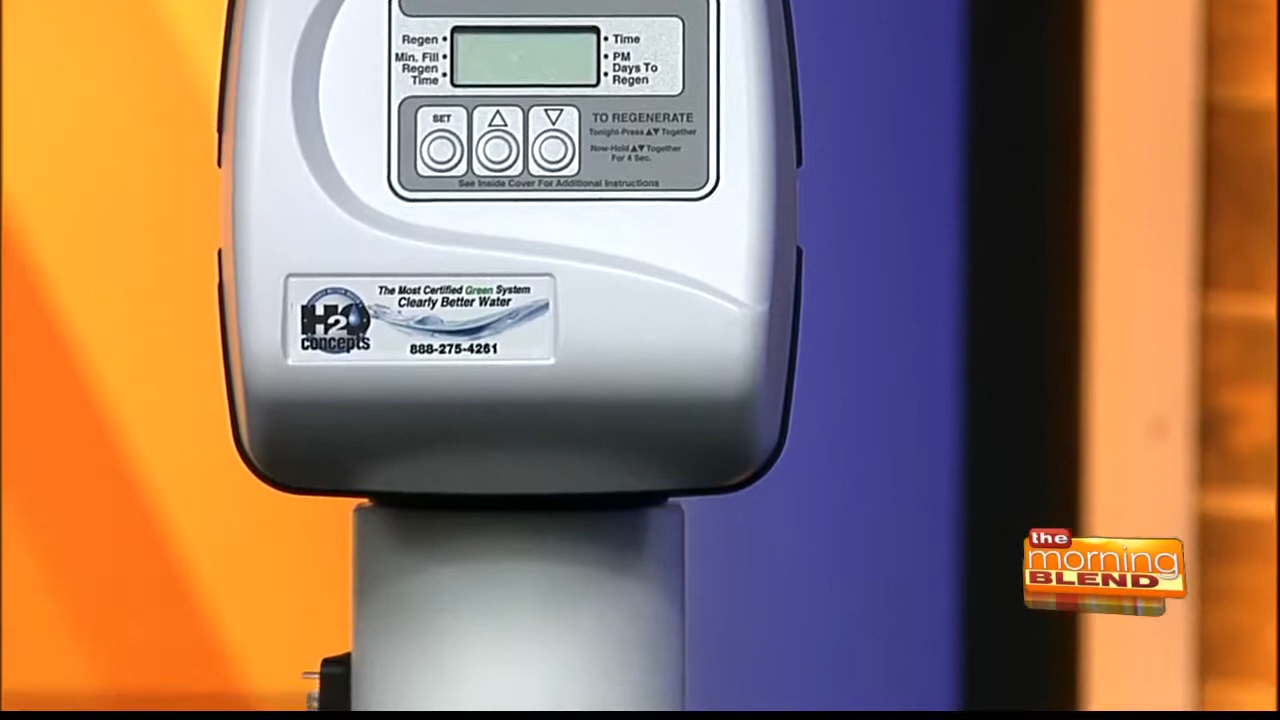 Regen •
Min. Fill •
Regen
Time •
• Time
• PM
• Days To
Regen
SET
TO REGENERATE
Tonight-Press ▲▼ Together
Now-Hold ▲▼ Together
For 4 Sec.
See Inside Cover For Additional Instructions
The Most Certified Green System
Clearly Better Water
H2O
concepts
888-275-4261
the
morning
BLEND